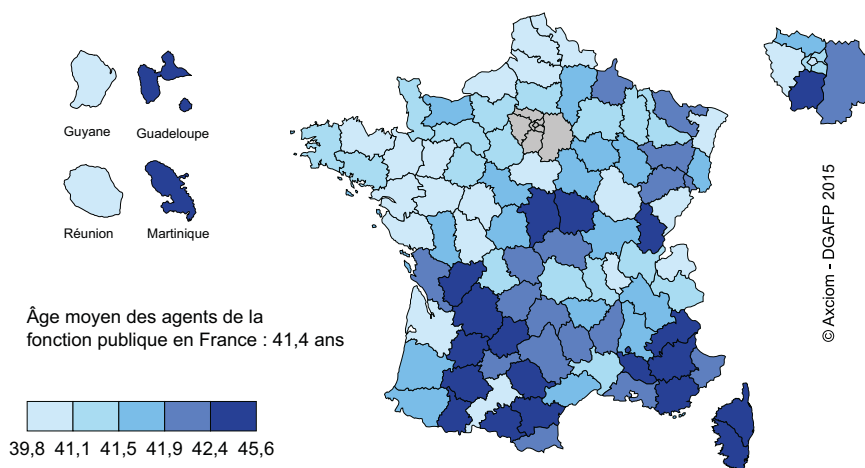 Guyane
Guadeloupe
Réunion
Martinique
Âge moyen des agents de la
fonction publique en France : 41,4 ans
39,8 41,1 41,5 41,9 42,4 45,6
© Axciom - DGAFP 2015